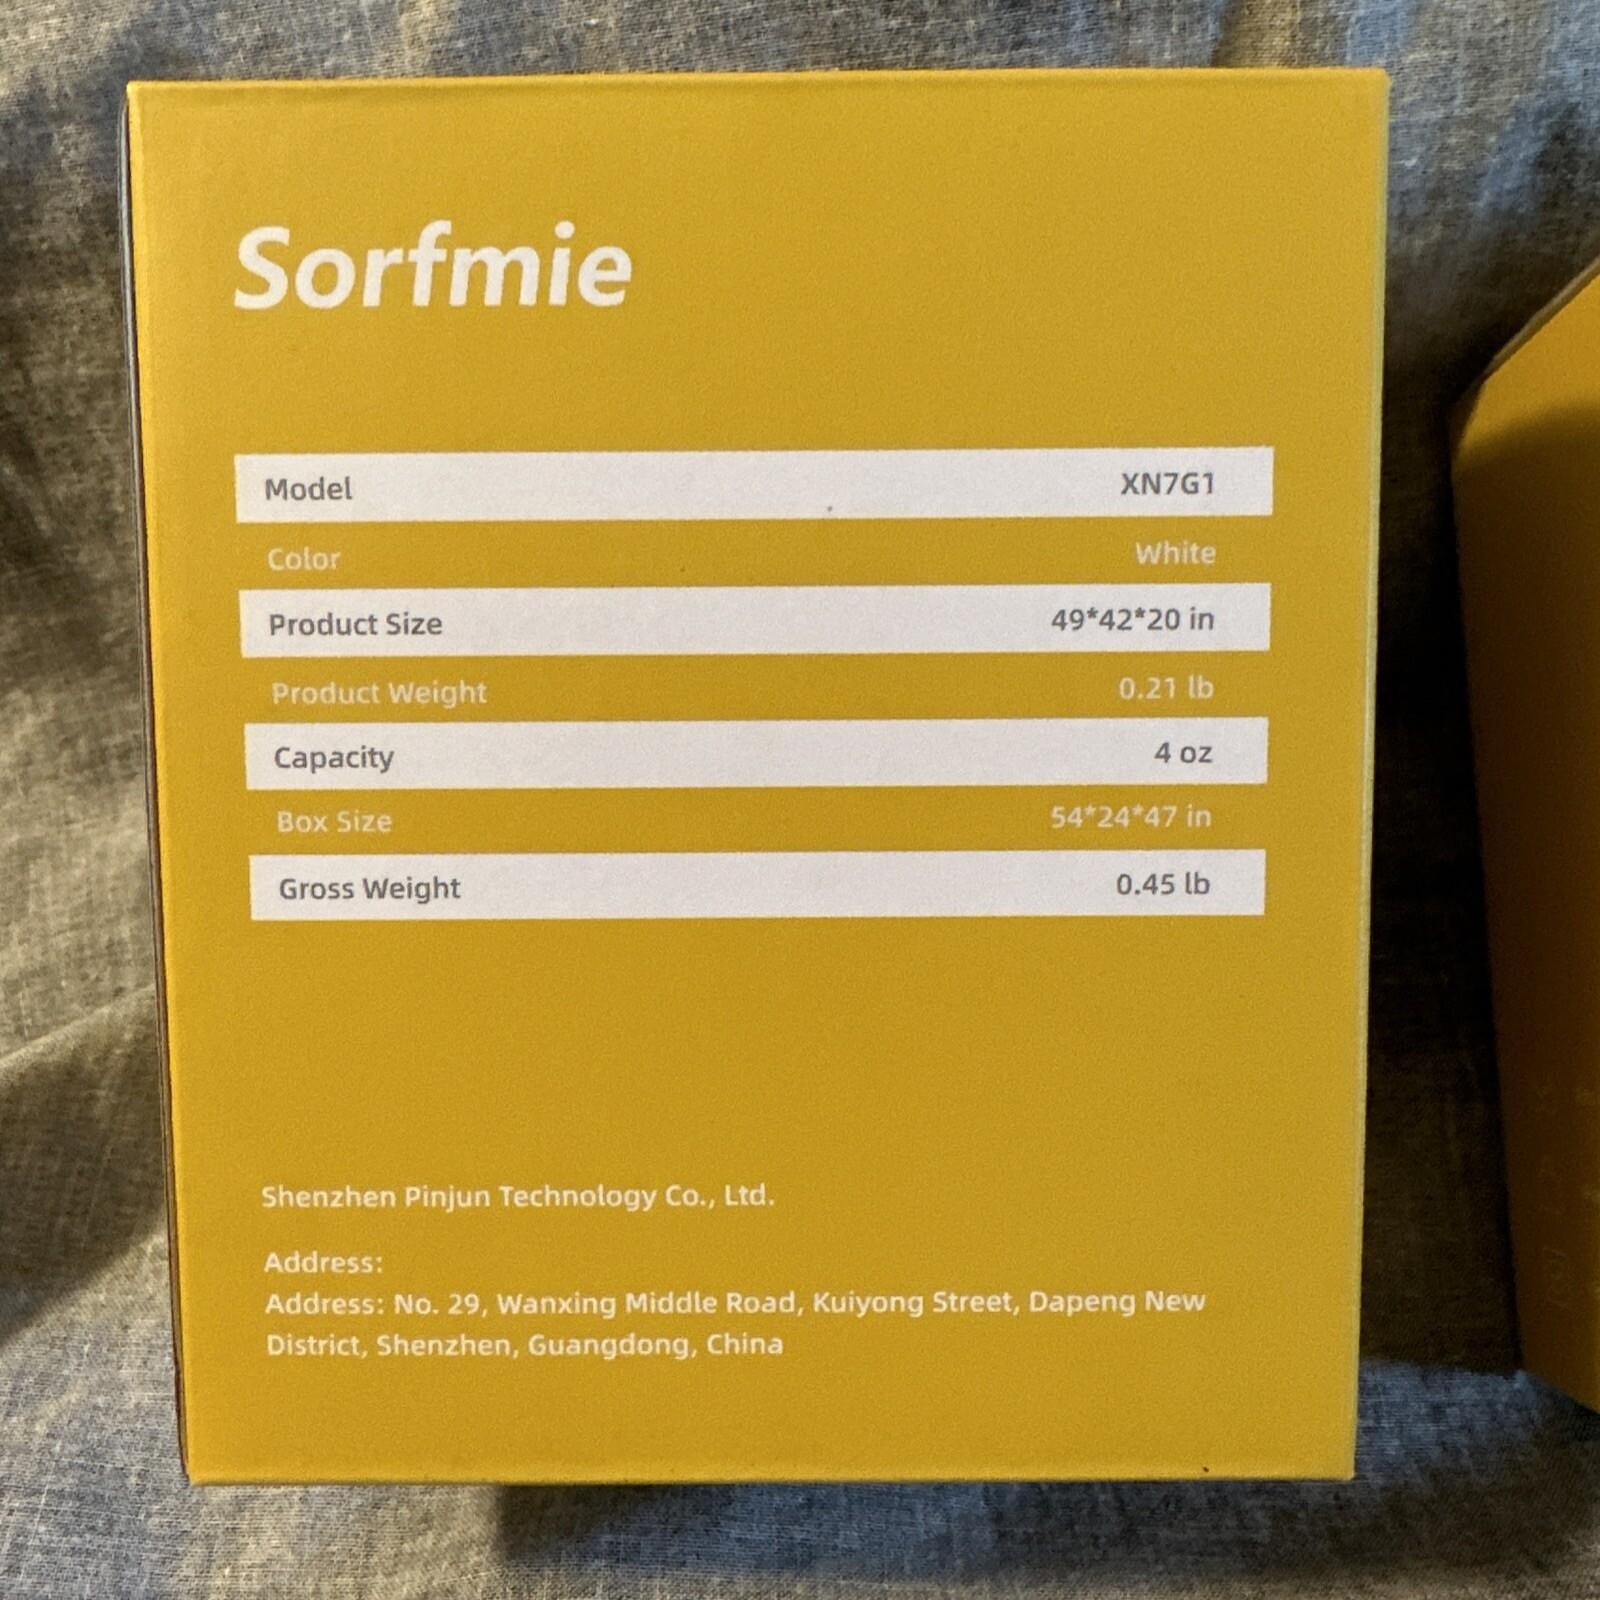 Sorfmie
Model XN7G1
Color White
Product Size 49*42*20 in
Product Weight 0.21 lb
Capacity 4 oz
Box Size 54*24*47 in
Gross Weight 0.45 lb
Shenzhen Pinjun Technology Co., Ltd.
Address:
Address: No. 29, Wanxing Middle Road, Kuiyong Street, Dapeng New
District, Shenzhen, Guangdong, China